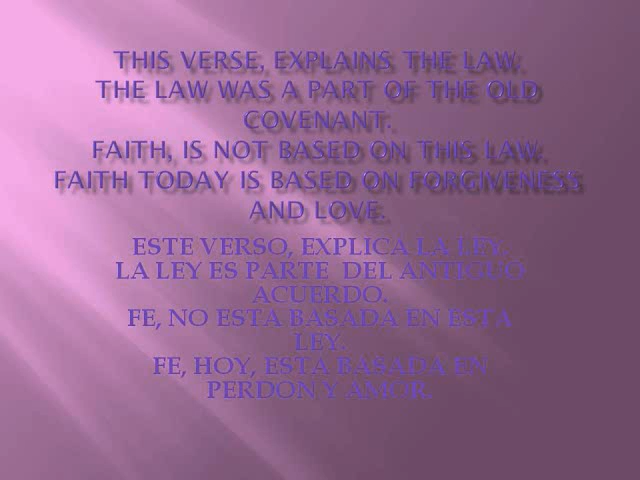 THIS VERSE, EXPLAINS THE LAW.
THE LAW WAS A PART OF THE OLD
COVENANT.
FAITH, IS NOT BASED ON THIS LAW.
FAITH TODAY IS BASED ON FORGIVENESS
AND LOVE.
ESTE VERSO, EXPLICA LA LEY.
LA LEY ES PARTE DEL ANTIGUO
ACUERDO.
FE, NO ESTA BASADA EN ESTA
LEY.
FE, HOY, ESTA BASADA EN
PERDON Y AMOR.